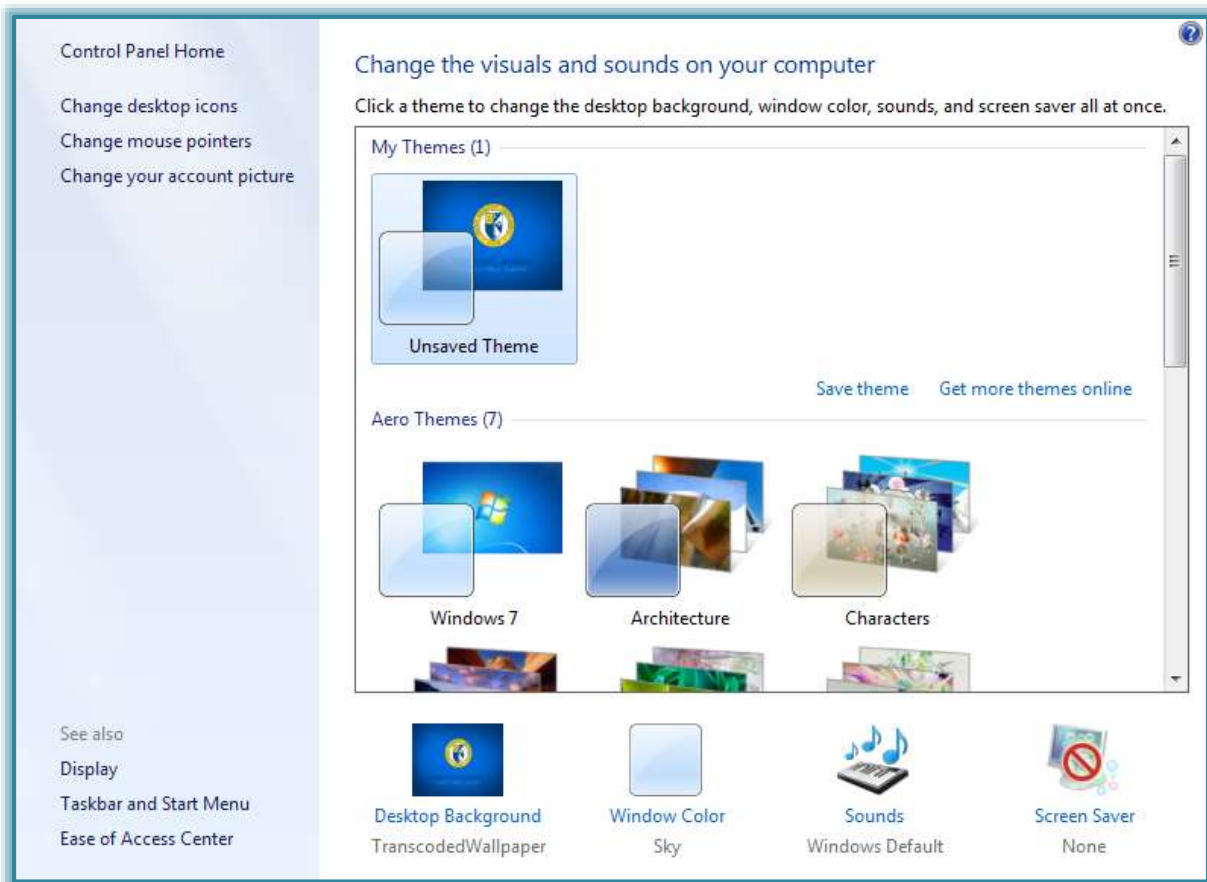 Control Panel Home
Change desktop icons
Change mouse pointers
Change your account picture
See also
Display
Taskbar and Start Menu
Ease of Access Center
?
Change the visuals and sounds on your computer
Click a theme to change the desktop background, window color, sounds, and screen saver all at once.
My Themes (1)
Unsaved Theme
Save theme Get more themes online
Aero Themes (7)
Windows 7 Architecture Characters
Desktop Background Window Color Sounds Screen Saver
TranscodedWallpaper Sky Windows Default None